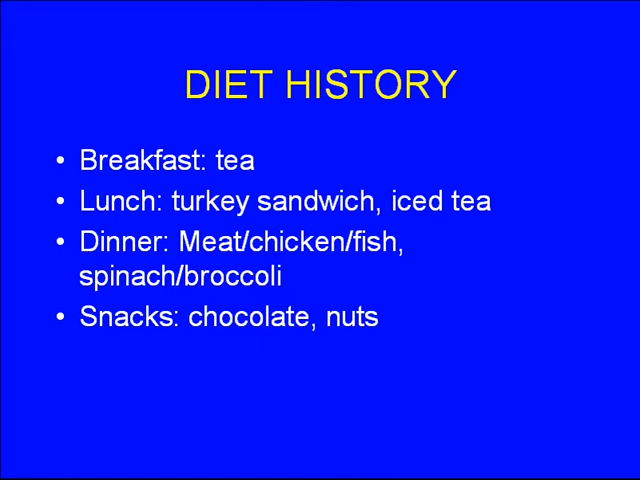 DIET HISTORY
• Breakfast: tea
• Lunch: turkey sandwich, iced tea
• Dinner: Meat/chicken/fish,
spinach/broccoli
• Snacks: chocolate, nuts